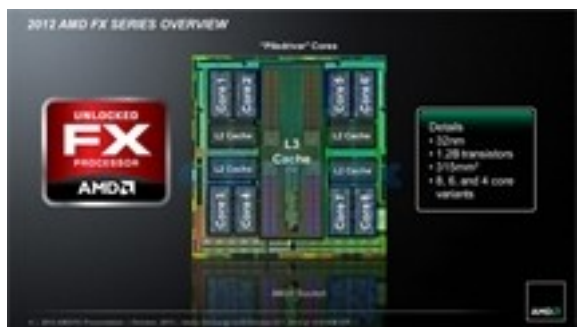 2012 AMD FX SERIES OVERVIEW
"Piledriver" Cores
UNLOCKED
FX
PROCESSOR
AMD
Core 1
Core 2
L2 Cache
Core 5
Core 6
L2 Cache
L3
Cache
L2 Cache
Core 3
Core 4
L2 Cache
Core 7
Core 8
Details
• 32nm
• 1.2B transistors
• 315mm²
• 8, 6, and 4 core
variants
AMD